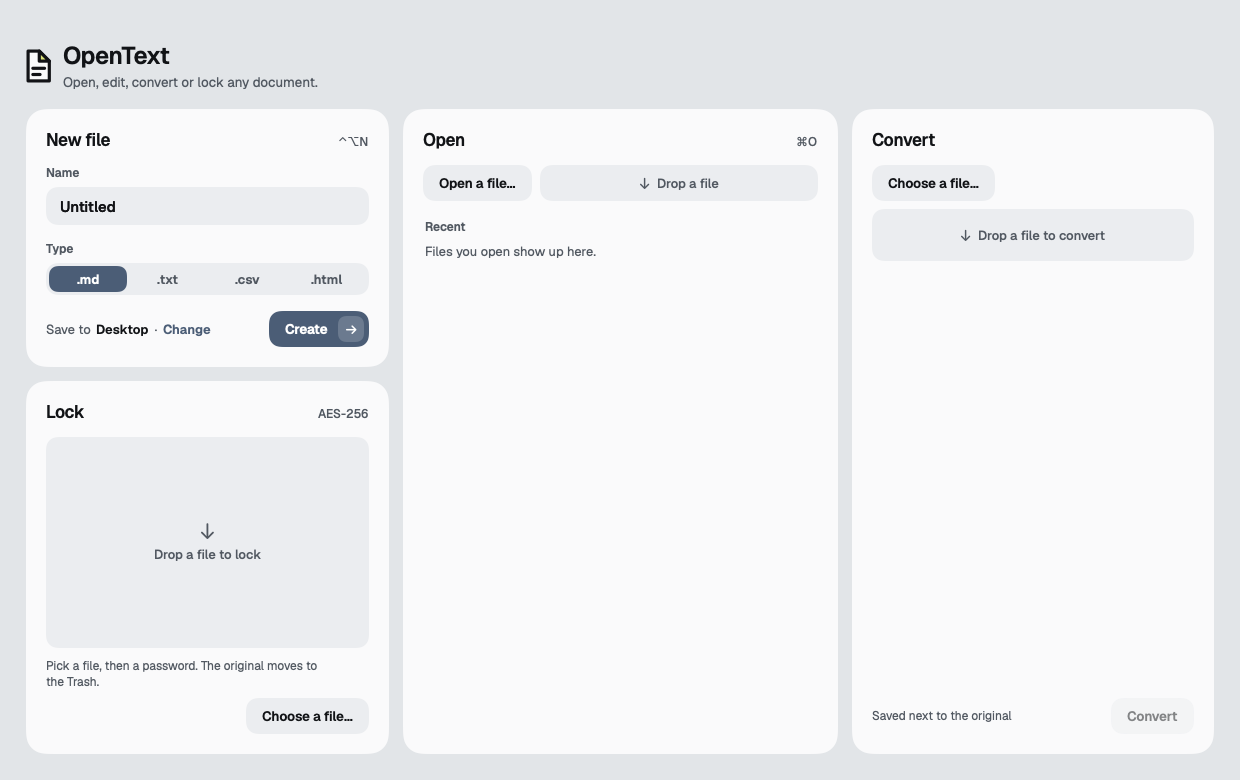 OpenText
Open, edit, convert or lock any document.
New file
⌃⌥N
Name
Untitled
Type
.md .txt .csv .html
Save to Desktop · Change
Create →
Lock
AES-256
↓
Drop a file to lock
Pick a file, then a password. The original moves to
the Trash.
Choose a file...
Open
⌘O
Open a file...
↓ Drop a file
Recent
Files you open show up here.
Convert
Choose a file...
↓ Drop a file to convert
Saved next to the original
Convert